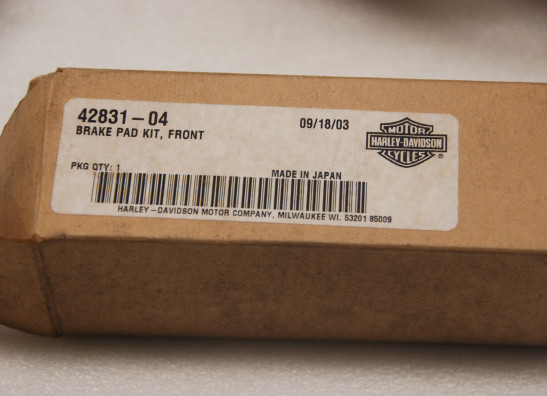 42831-04
BRAKE PAD KIT, FRONT
09/18/03
MOTOR
HARLEY-DAVIDSON
CYCLES
®
PKG QTY: 1
MADE IN JAPAN
HARLEY-DAVIDSON MOTOR COMPANY, MILWAUKEE WI. 53201 85009